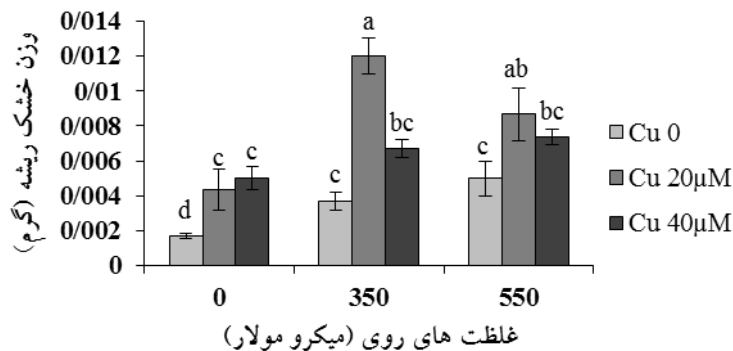 وزن خشک ریشه (گرم)
0/014
0/012
0/01
0/008
0/006
0/004
0/002
0
d
c
c
c
a
bc
c
ab
bc
0
350
550
غلظت های روی (میکرو مولار)
Cu 0
Cu 20µM
Cu 40µM